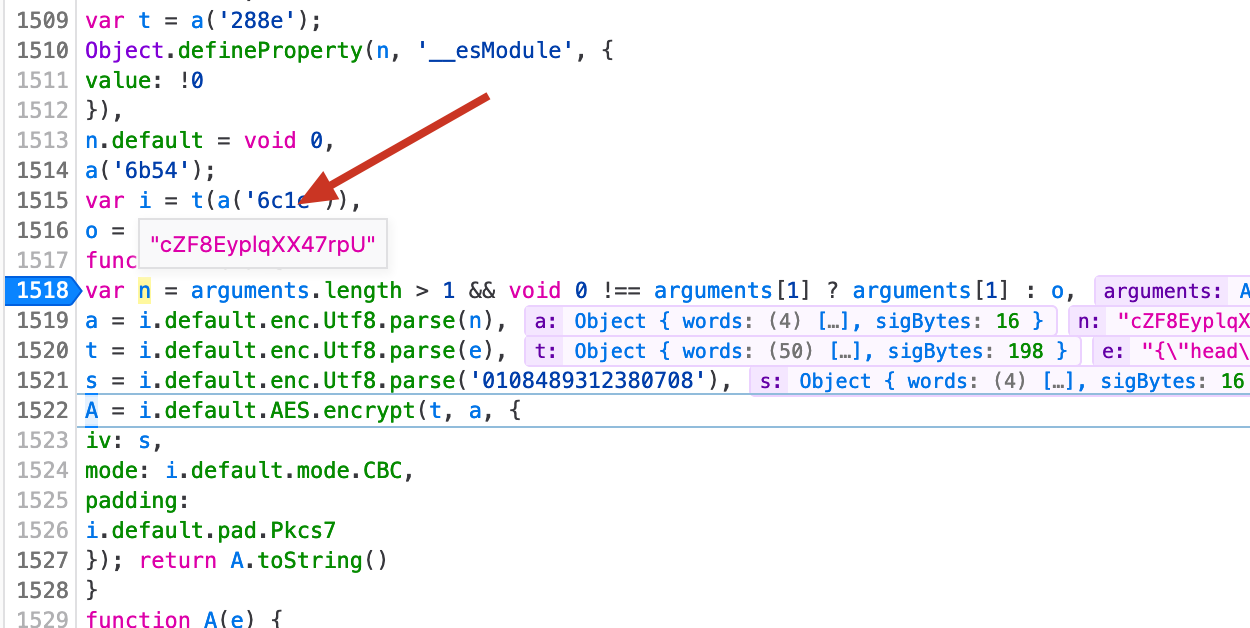 1509 var t = a('288e');
1510 Object.defineProperty(n, '__esModule', {
1511 value: !0
1512 }),
1513 n.default = void 0,
1514 a('6b54');
1515 var i = t(a('6c1e')),
1516 o =
"cZF8EyplqXX47rpU"
1517 func
1518 var n = arguments.length > 1 && void 0 !== arguments[1] ? arguments[1] : o, arguments: A
1519 a = i.default.enc.Utf8.parse(n), a: Object { words: (4) […], sigBytes: 16 } n: "cZF8EyplqX
1520 t = i.default.enc.Utf8.parse(e), t: Object { words: (50) […], sigBytes: 198 } e: "{\"head\
1521 s = i.default.enc.Utf8.parse('0108489312380708'), s: Object { words: (4) […], sigBytes: 16
1522 A = i.default.AES.encrypt(t, a, {
1523 iv: s,
1524 mode: i.default.mode.CBC,
1525 padding:
1526 i.default.pad.Pkcs7
1527 }); return A.toString()
1528 }
1529 function A(e) {